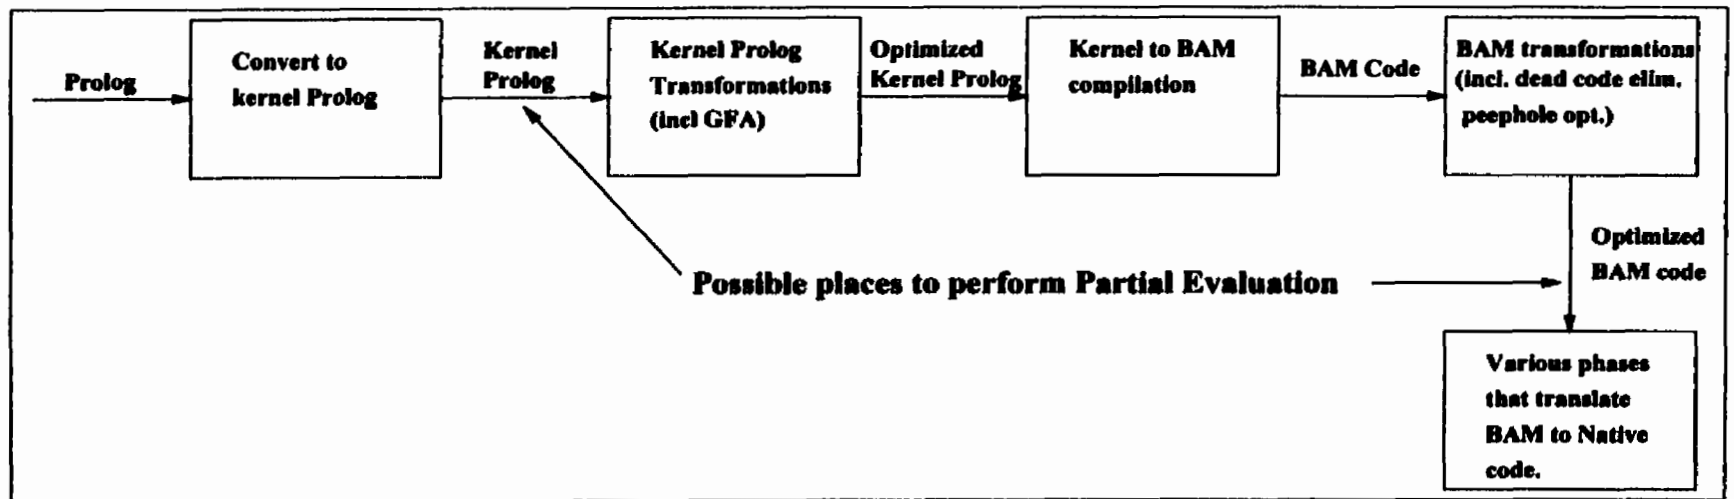 Prolog
Convert to
kernel Prolog
Kernel
Prolog
Kernel Prolog
Transformations
(incl GFA)
Optimized
Kernel Prolog
Kernel to BAM
compilation
BAM Code
BAM transformations
(incl. dead code elim.
peephole opt.)
Optimized
BAM code
Possible places to perform Partial Evaluation
Various phases
that translate
BAM to Native
code.